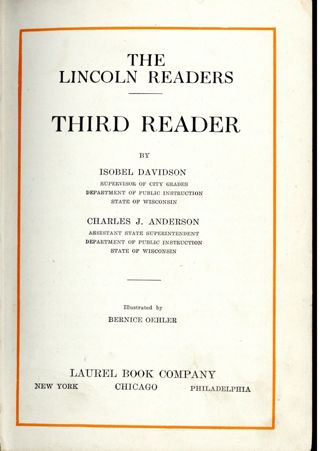 THE
LINCOLN READERS
THIRD READER
BY
ISOBEL DAVIDSON
SUPERVISOR OF CITY GRADES
DEPARTMENT OF PUBLIC INSTRUCTION
STATE OF WISCONSIN
CHARLES J. ANDERSON
ASSISTANT STATE SUPERINTENDENT
DEPARTMENT OF PUBLIC INSTRUCTION
STATE OF WISCONSIN
Illustrated by
BERNICE OEHLER
LAUREL BOOK COMPANY
NEW YORK CHICAGO PHILADELPHIA